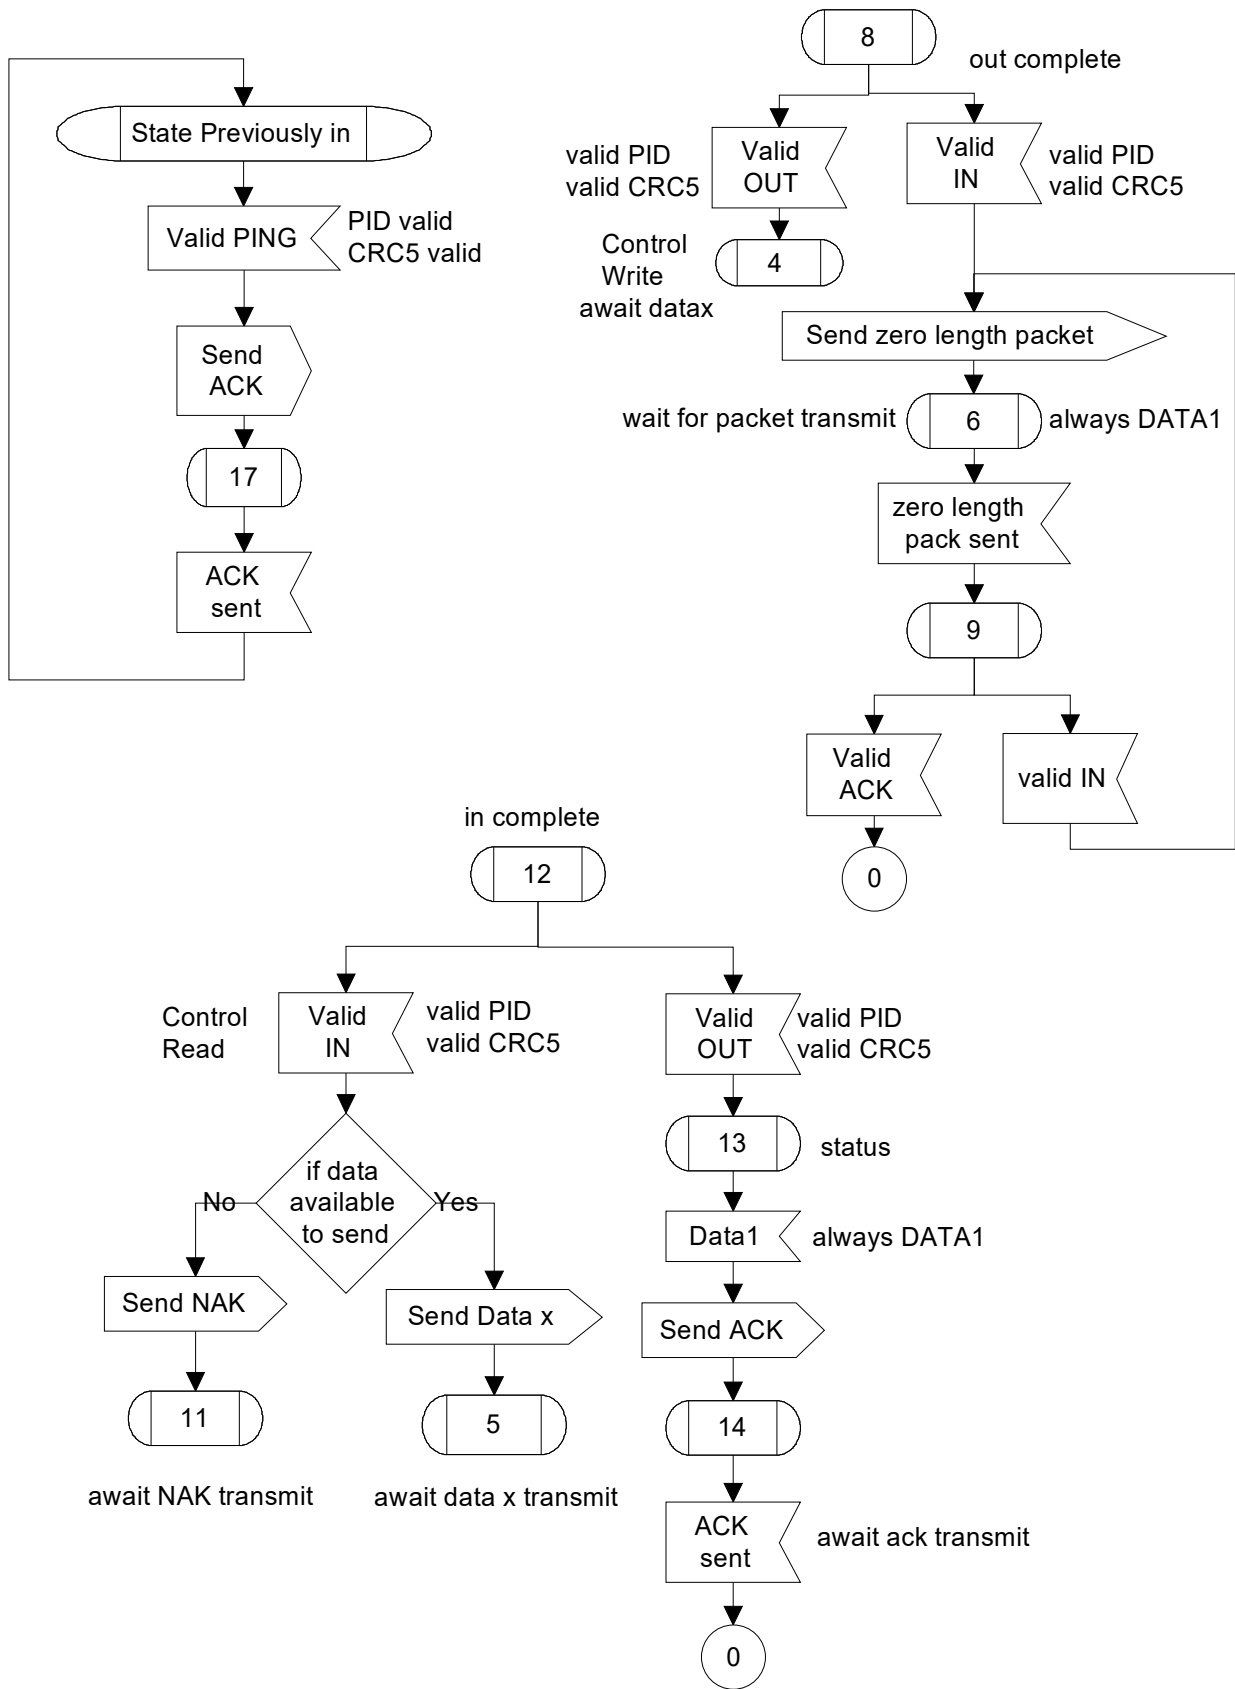 State Previously in
Valid PING
PID valid
CRC5 valid
Send
ACK
17
ACK
sent
8
out complete
valid PID
valid CRC5
Valid
OUT
Valid
IN
valid PID
valid CRC5
Control
Write
await datax
4
Send zero length packet
wait for packet transmit
6
always DATA1
zero length
pack sent
9
Valid
ACK
valid IN
0
in complete
12
Control
Read
Valid
IN
valid PID
valid CRC5
Valid
OUT
valid PID
valid CRC5
if data
available
to send
No
Yes
Send NAK
11
await NAK transmit
Send Data x
5
await data x transmit
13
status
Data1
always DATA1
Send ACK
14
ACK
sent
await ack transmit
0